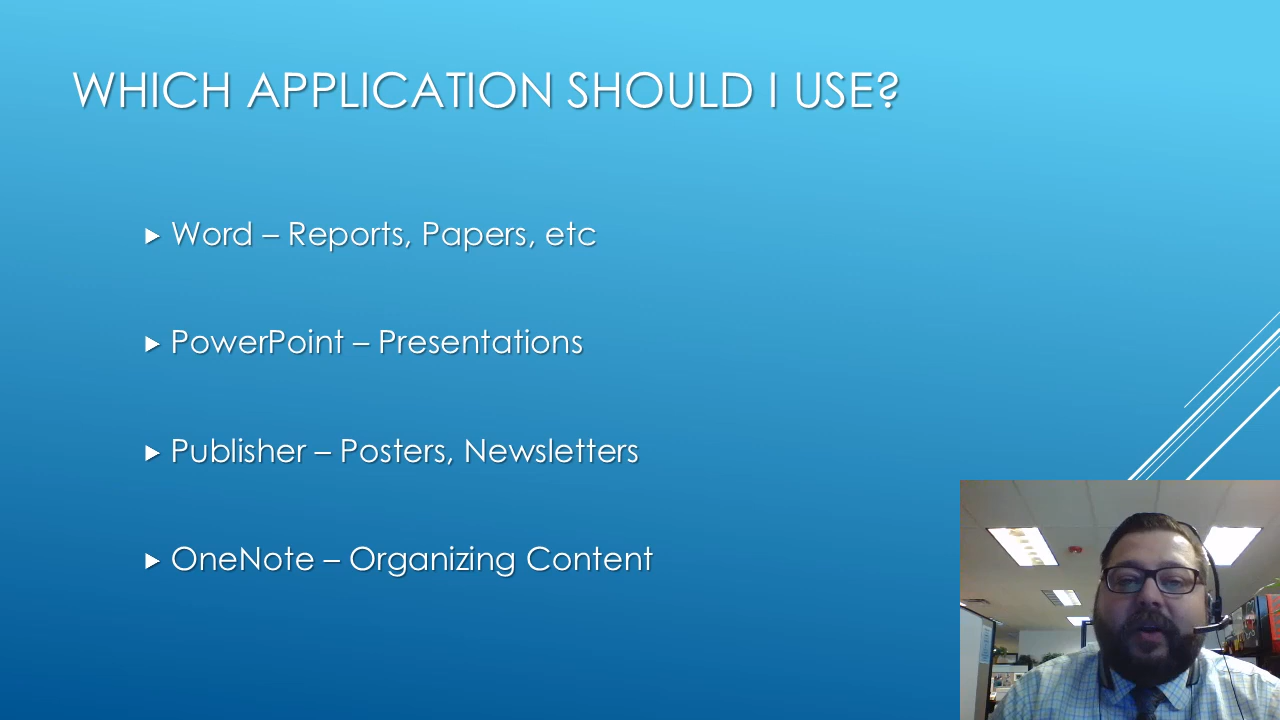 WHICH APPLICATION SHOULD I USE?
Word – Reports, Papers, etc
PowerPoint – Presentations
Publisher – Posters, Newsletters
OneNote – Organizing Content